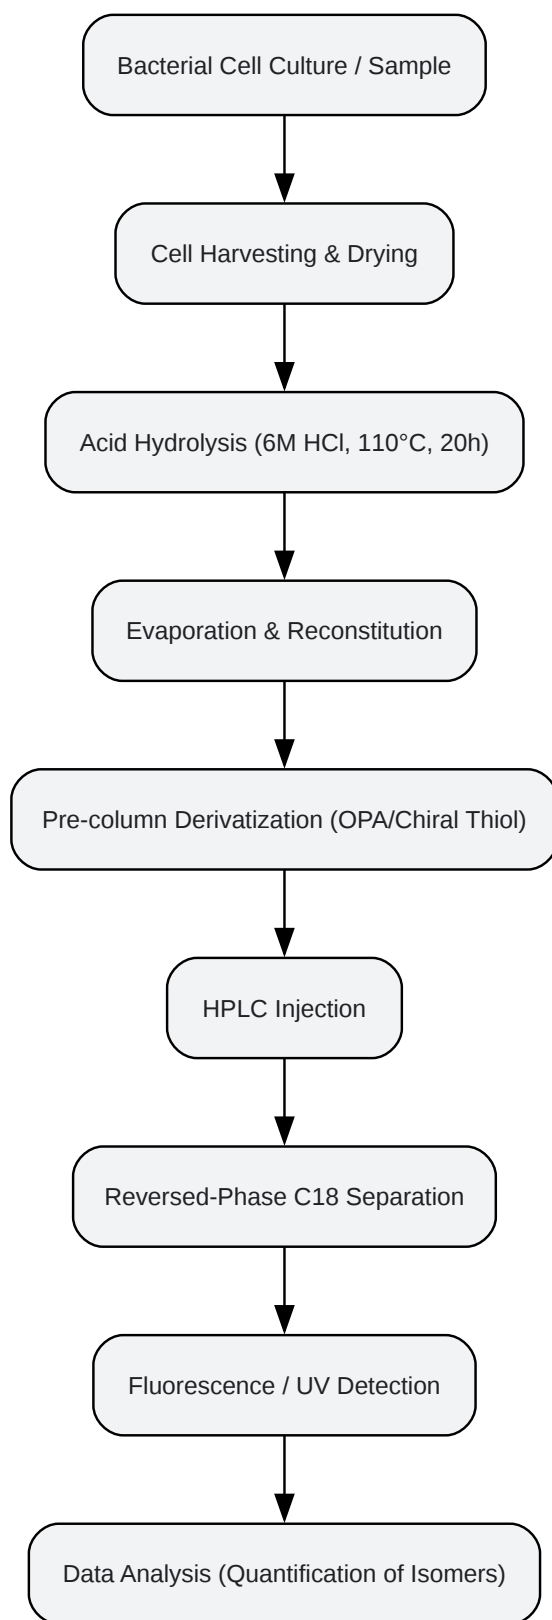 Bacterial Cell Culture / Sample
Cell Harvesting & Drying
Acid Hydrolysis (6M HCl, 110°C, 20h)
Evaporation & Reconstitution
Pre-column Derivatization (OPA/Chiral Thiol)
HPLC Injection
Reversed-Phase C18 Separation
Fluorescence / UV Detection
Data Analysis (Quantification of Isomers)